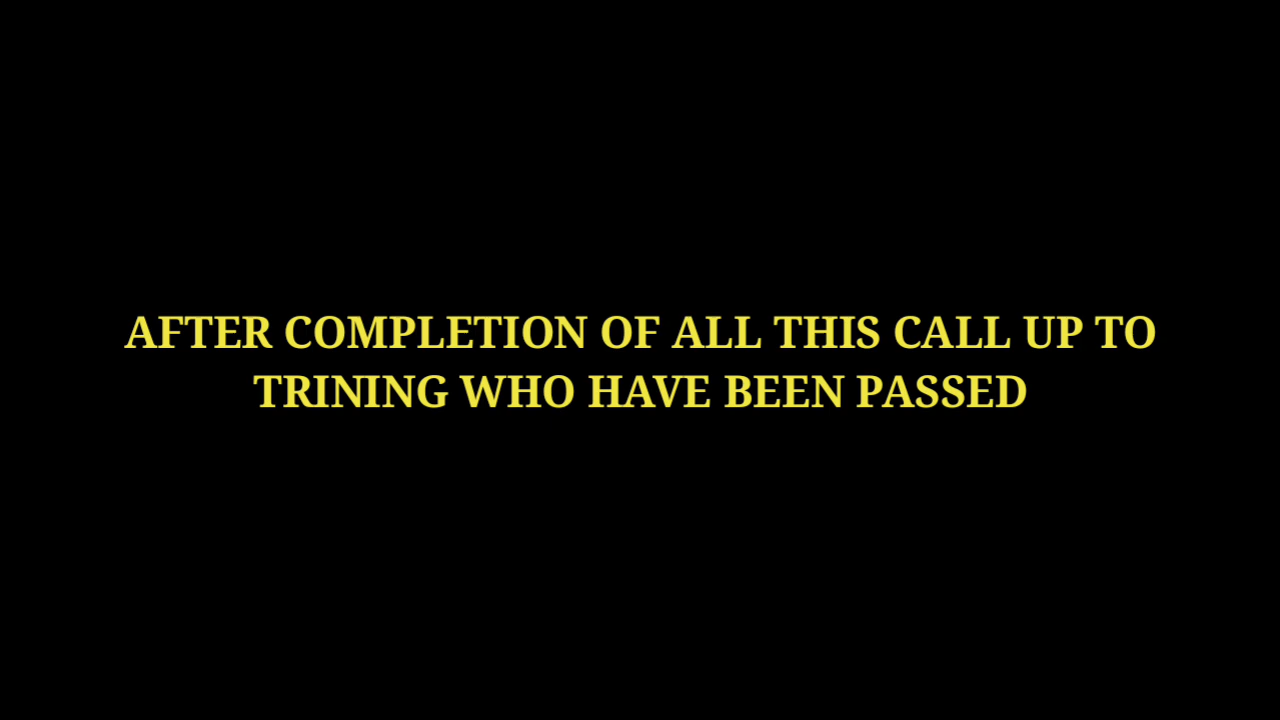 AFTER COMPLETION OF ALL THIS CALL UP TO
TRINING WHO HAVE BEEN PASSED